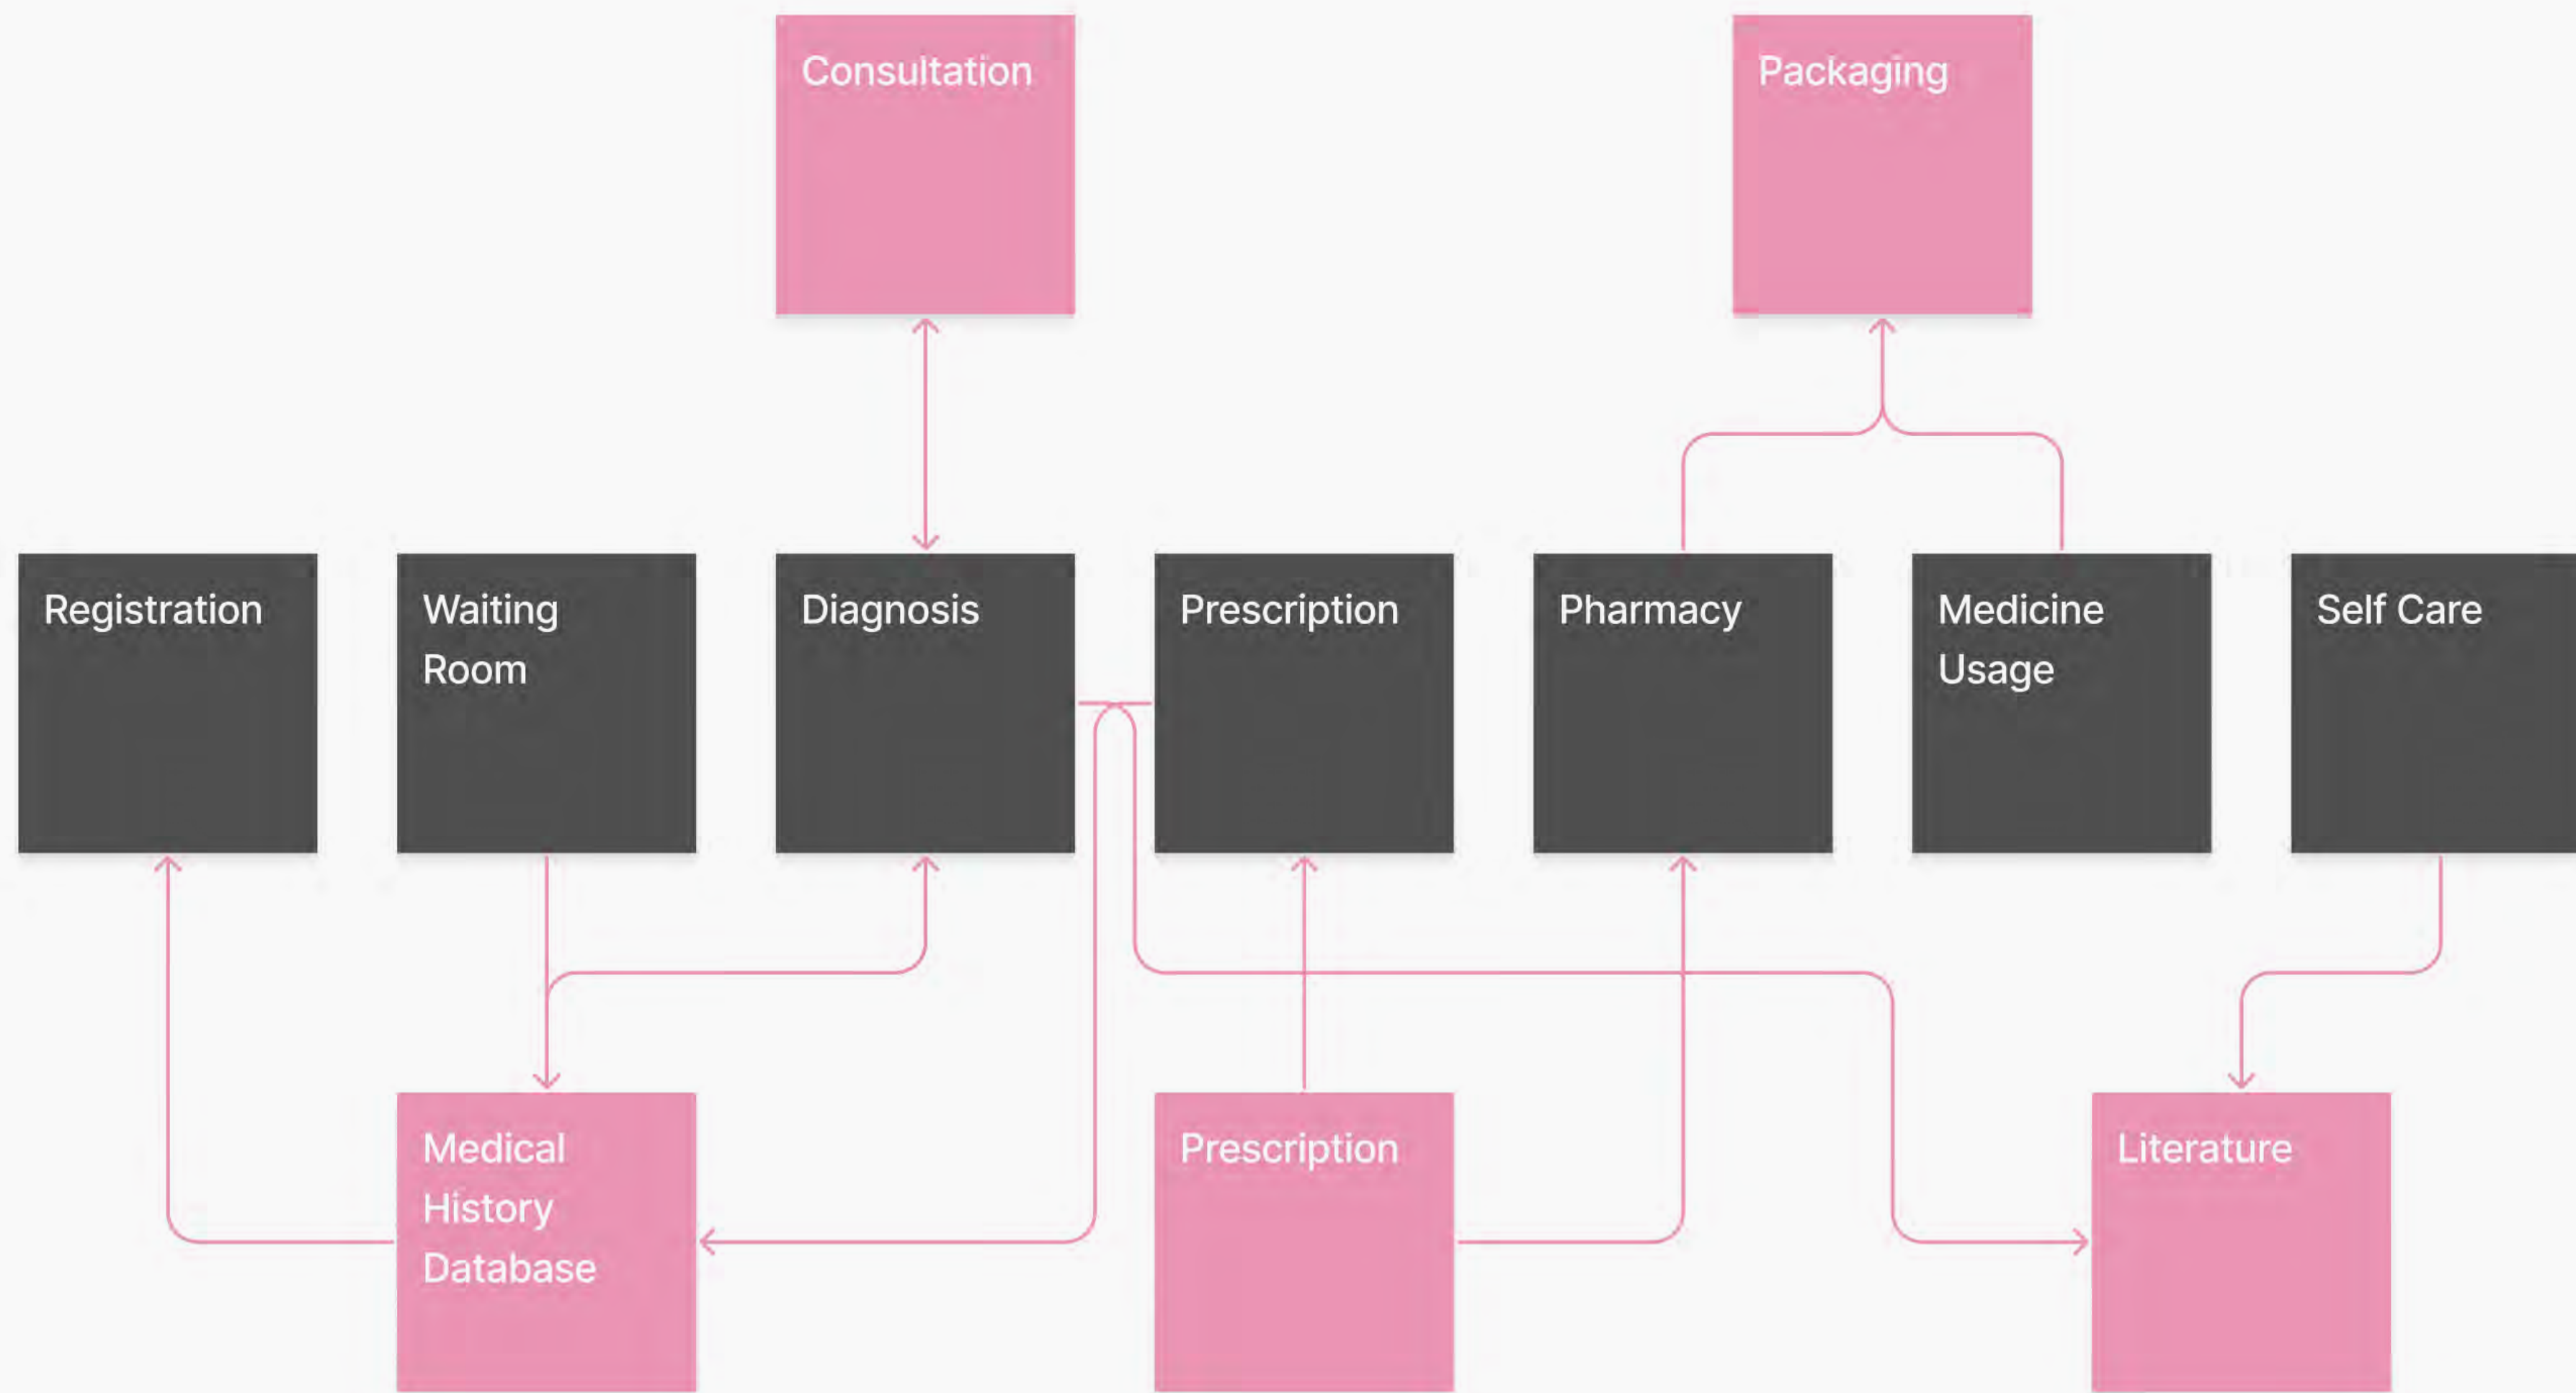 Consultation
Packaging
Registration
Waiting
Room
Diagnosis
Prescription
Pharmacy
Medicine
Usage
Self Care
Medical
History
Database
Prescription
Literature